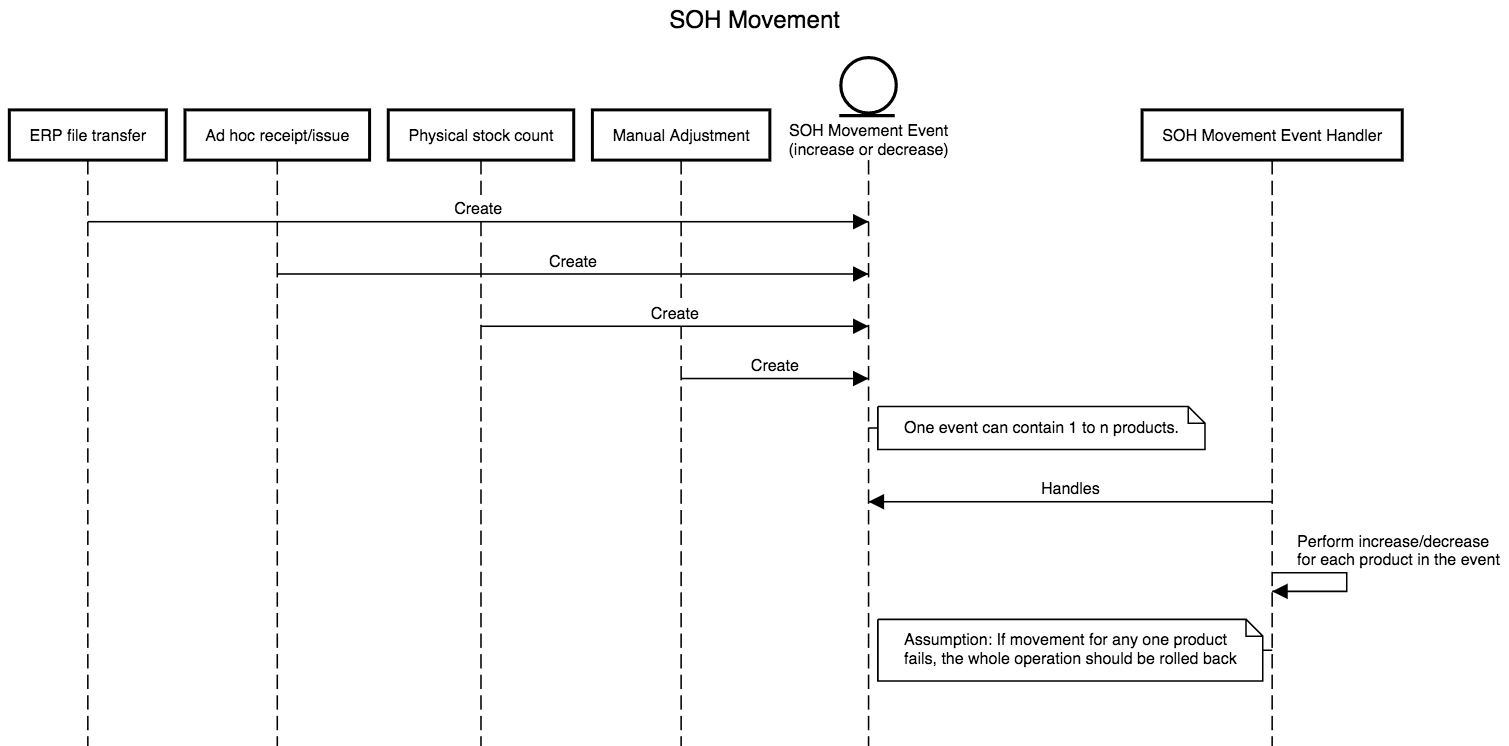 SOH Movement
ERP file transfer
Ad hoc receipt/issue
Physical stock count
Manual Adjustment
SOH Movement Event
(increase or decrease)
SOH Movement Event Handler
Create
Create
Create
Create
One event can contain 1 to n products.
Handles
Perform increase/decrease
for each product in the event
Assumption: If movement for any one product
fails, the whole operation should be rolled back